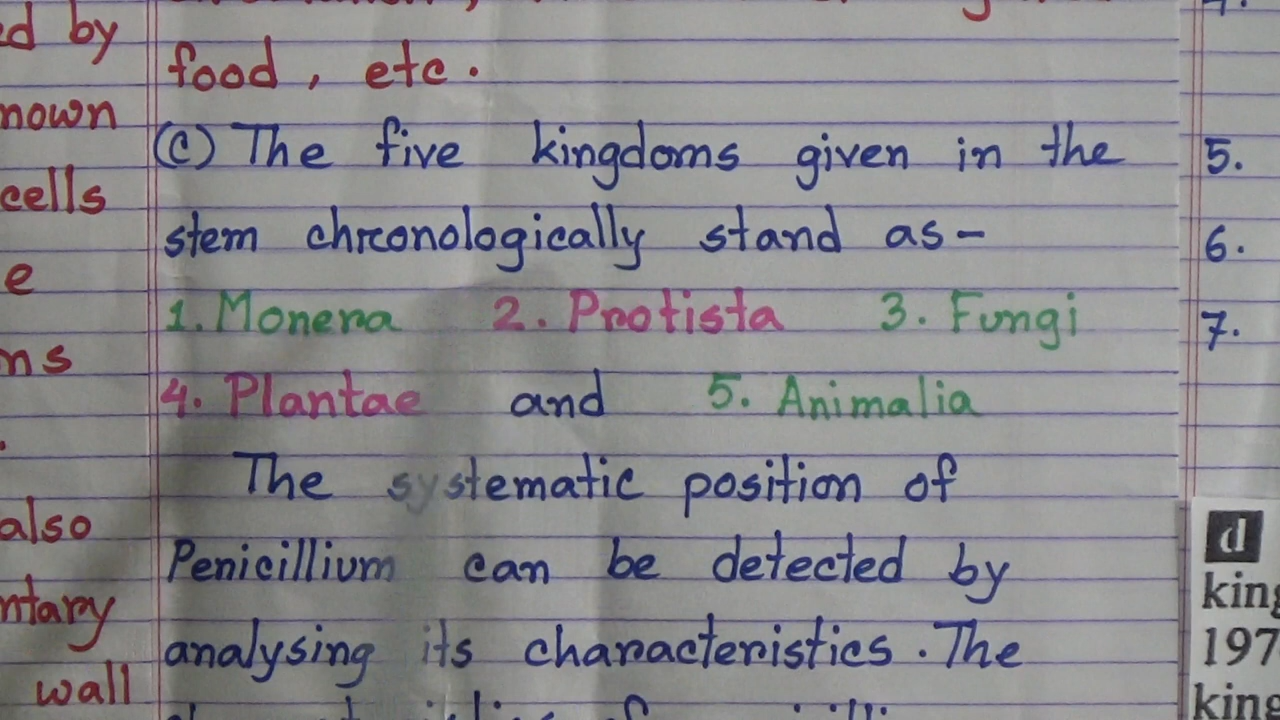 ed by
nown
cells
e
ns
also
ntary
wall
food, etc.
(c) The five kingdoms given in the
stem chronologically stand as-
1. Monera 2. Protista 3. Fungi
4. Plantae and 5. Animalia
The systematic position of
Penicillium can be detected by
analysing its characteristics. The
5.
6.
7.
d
king
197
king